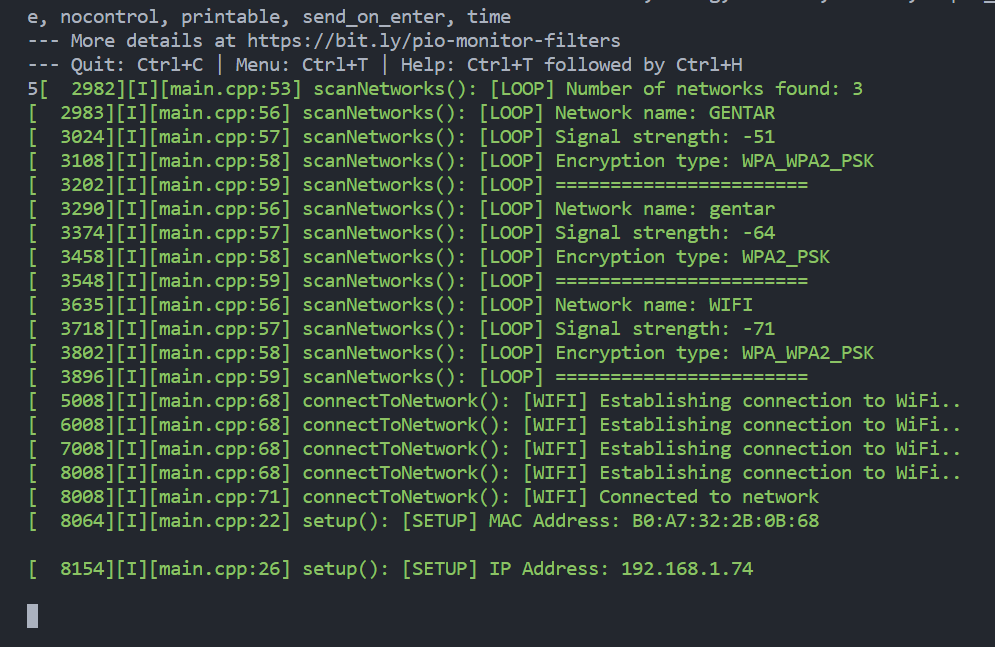 e, nocontrol, printable, send_on_enter, time
--- More details at https://bit.ly/pio-monitor-filters
--- Quit: Ctrl+C | Menu: Ctrl+T | Help: Ctrl+T followed by Ctrl+H
5[  2982][I][main.cpp:53] scanNetworks(): [LOOP] Number of networks found: 3
[  2983][I][main.cpp:56] scanNetworks(): [LOOP] Network name: GENTAR
[  3024][I][main.cpp:57] scanNetworks(): [LOOP] Signal strength: -51
[  3108][I][main.cpp:58] scanNetworks(): [LOOP] Encryption type: WPA_WPA2_PSK
[  3202][I][main.cpp:59] scanNetworks(): [LOOP] =======================
[  3290][I][main.cpp:56] scanNetworks(): [LOOP] Network name: gentar
[  3374][I][main.cpp:57] scanNetworks(): [LOOP] Signal strength: -64
[  3458][I][main.cpp:58] scanNetworks(): [LOOP] Encryption type: WPA2_PSK
[  3548][I][main.cpp:59] scanNetworks(): [LOOP] =======================
[  3635][I][main.cpp:56] scanNetworks(): [LOOP] Network name: WIFI
[  3718][I][main.cpp:57] scanNetworks(): [LOOP] Signal strength: -71
[  3802][I][main.cpp:58] scanNetworks(): [LOOP] Encryption type: WPA_WPA2_PSK
[  3896][I][main.cpp:59] scanNetworks(): [LOOP] =======================
[  5008][I][main.cpp:68] connectToNetwork(): [WIFI] Establishing connection to WiFi..
[  6008][I][main.cpp:68] connectToNetwork(): [WIFI] Establishing connection to WiFi..
[  7008][I][main.cpp:68] connectToNetwork(): [WIFI] Establishing connection to WiFi..
[  8008][I][main.cpp:68] connectToNetwork(): [WIFI] Establishing connection to WiFi..
[  8008][I][main.cpp:71] connectToNetwork(): [WIFI] Connected to network
[  8064][I][main.cpp:22] setup(): [SETUP] MAC Address: B0:A7:32:2B:0B:68
[  8154][I][main.cpp:26] setup(): [SETUP] IP Address: 192.168.1.74